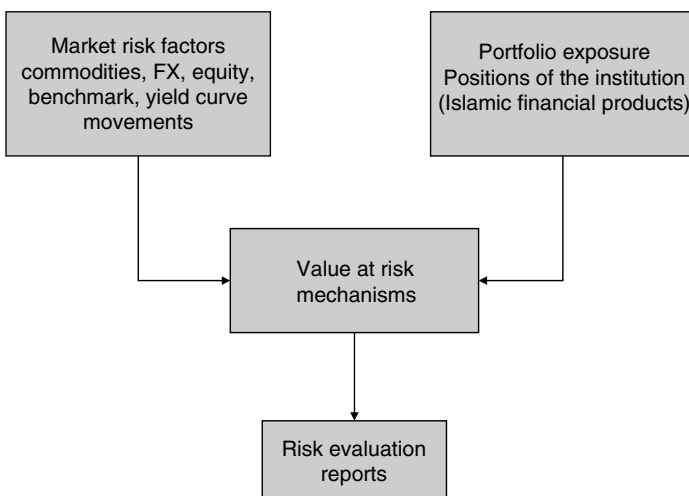 Market risk factors
commodities, FX, equity,
benchmark, yield curve
movements
Portfolio exposure
Positions of the institution
(Islamic financial products)
Value at risk
mechanisms
Risk evaluation
reports